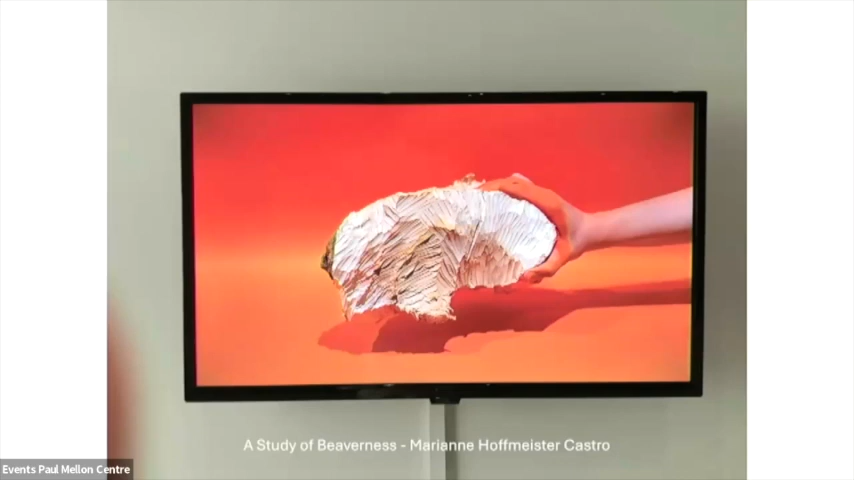 A Study of Beaverness - Marianne Hoffmeister Castro
Events Paul Mellon Centre